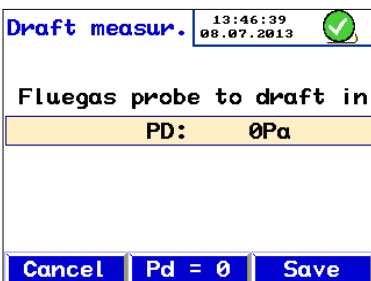 Draft measur. 13:46:39
08.07.2013
Fluegas probe to draft in
PD: 0Pa
Cancel Pd = 0 Save